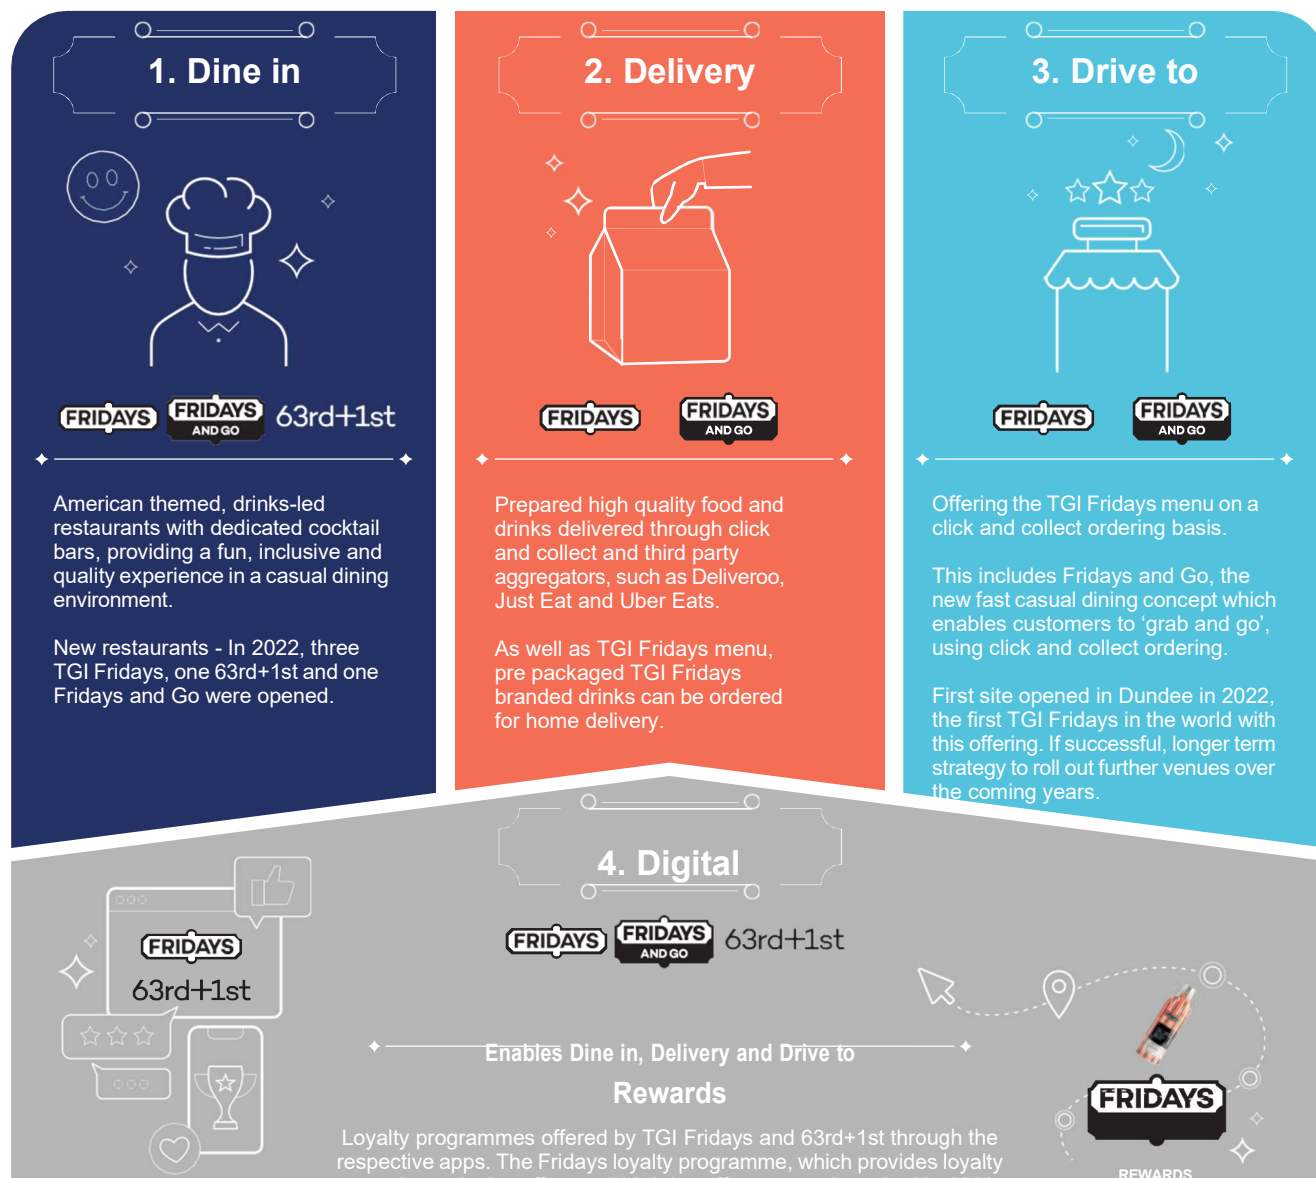 1. Dine in
FRIDAYS
FRIDAYS
AND GO
63rd+1st
American themed, drinks-led
restaurants with dedicated cocktail
bars, providing a fun, inclusive and
quality experience in a casual dining
environment.
New restaurants - In 2022, three
TGI Fridays, one 63rd+1st and one
Fridays and Go were opened.
2. Delivery
FRIDAYS
FRIDAYS
AND GO
Prepared high quality food and
drinks delivered through click
and collect and third party
aggregators, such as Deliveroo,
Just Eat and Uber Eats.
As well as TGI Fridays menu,
pre packaged TGI Fridays
branded drinks can be ordered
for home delivery.
3. Drive to
FRIDAYS
FRIDAYS
AND GO
Offering the TGI Fridays menu on a
click and collect ordering basis.
This includes Fridays and Go, the
new fast casual dining concept which
enables customers to ‘grab and go’,
using click and collect ordering.
First site opened in Dundee in 2022,
the first TGI Fridays in the world with
this offering. If successful, longer term
strategy to roll out further venues over
the coming years.
4. Digital
FRIDAYS
FRIDAYS
AND GO
63rd+1st
FRIDAYS
63rd+1st
Enables Dine in, Delivery and Drive to
Rewards
Loyalty programmes offered by TGI Fridays and 63rd+1st through the
respective apps. The Fridays loyalty programme, which provides loyalty
FRIDAYS
REWARDS